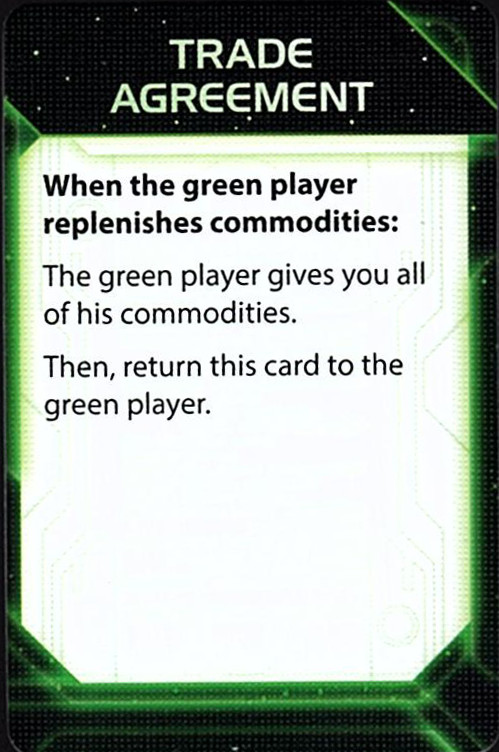 TRADE
AGREEMENT
When the green player
replenishes commodities:
The green player gives you all
of his commodities.
Then, return this card to the
green player.